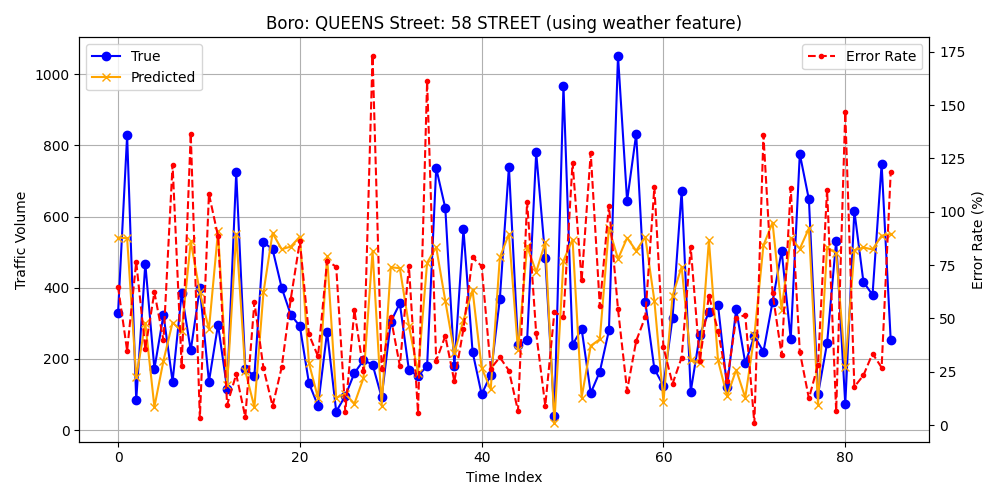 Boro: QUEENS Street: 58 STREET (using weather feature)
True
Predicted
Error Rate
Traffic Volume
0
200
400
600
800
1000
Error Rate (%)
0
25
50
75
100
125
150
175
0
20
40
60
80
Time Index